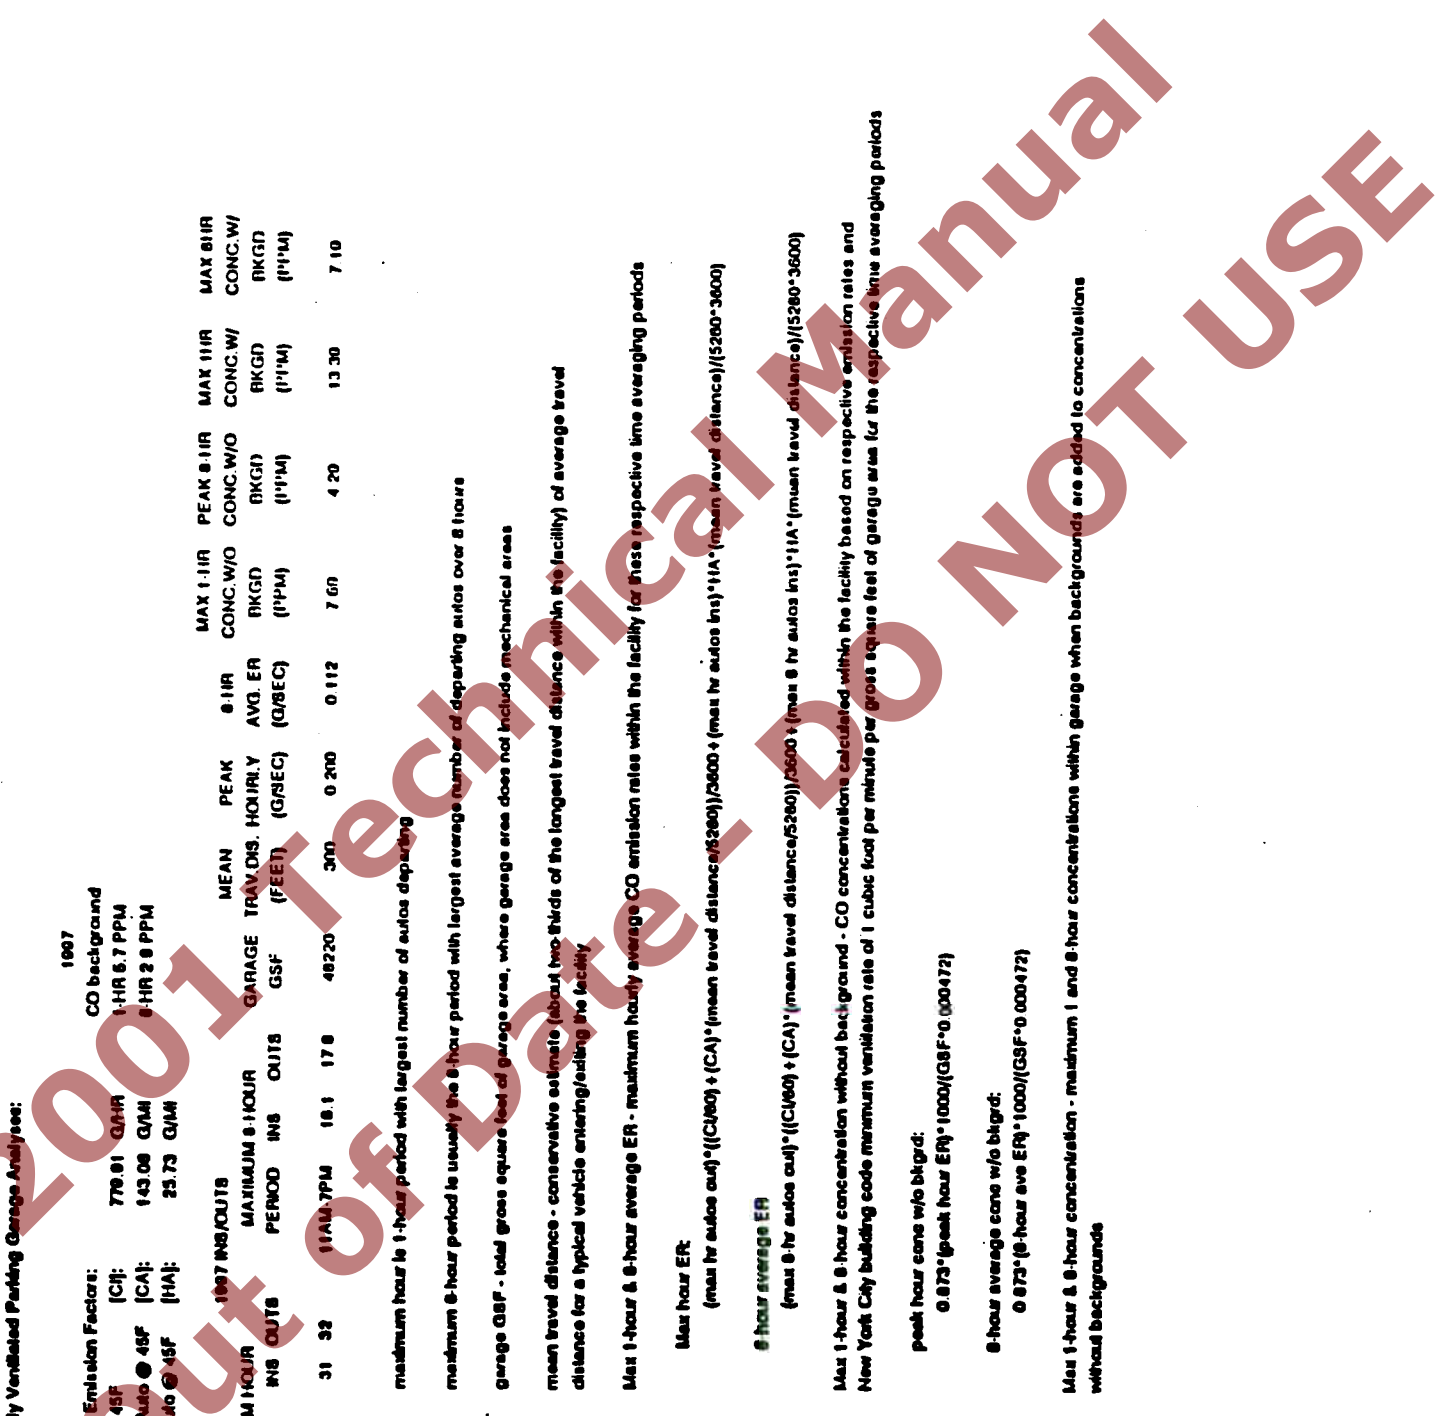 ly Ventilated Parking Garage Analyses:
1997
Emission Factors: CO background
45F [CI]: 779.91 G/HR 1-HR 5.7 PPM
Auto @ 45F [CA]: 143.08 G/MI 8-HR 2 9 PPM
uto @ 45F [HA]: 25.73 G/MI
1997 INS/OUTS
M HOUR MAXIMUM 8-HOUR GARAGE MEAN PEAK 8-HR MAX 1-HR PEAK 8-HR MAX 1HR MAX 8HR
INS OUTS PERIOD INS OUTS GSF TRAV.DIS. HOURLY AVG. ER CONC.W/O CONC.W/O CONC.W/ CONC.W/
(FEET) (G/SEC) (G/SEC) BKGD BKGD BKGD BKGD
(PPM) (PPM) (PPM) (PPM)
31 32 11AM-7PM 18.1 17 8 48220 300 0 200 0.112 7 60 4 20 13 30 7.10
maximum hour is 1-hour period with largest number of autos departing
maximum 8-hour period is usually the 8-hour period with largest average number of departing autos over 8 hours
garage GSF - total gross square feet of garage area, where garage area does not include mechanical areas
mean travel distance - conservative estimate (about two-thirds of the longest travel distance within the facility) of average travel
distance for a typical vehicle entering/exiting the facility
Max 1-hour & 8-hour average ER - maximum hourly average CO emission rates within the facility for these respective time averaging periods
Max hour ER:
(max hr autos out)*((CI/60) + (CA)*(mean travel distance/5280))/3600 + (max hr autos ins)*HA*(mean travel distance)/(5280*3600)
8-hour average ER
(max 8-hr autos out)*((CI/60) + (CA)*(mean travel distance/5280))/3600 + (max 8 hr autos ins)*HA*(mean travel distance)/(5280*3600)
Max 1-hour & 8-hour concentration without background - CO concentrations calculated within the facility based on respective emission rates and
New York City building code minimum ventilation rate of 1 cubic foot per minute per gross square feet of garage area for the respective time averaging periods
peak hour conc w/o bkgrd:
0.873*(peak hour ER)*1000/(GSF*0.000472)
8-hour average conc w/o bkgrd:
0 873*(8-hour ave ER)*1000/(GSF*0 000472)
Max 1-hour & 8-hour concentration - maximum 1 and 8-hour concentrations within garage when backgrounds are added to concentrations
without backgrounds
2001 Technical Manual
Out of Date - DO NOT USE